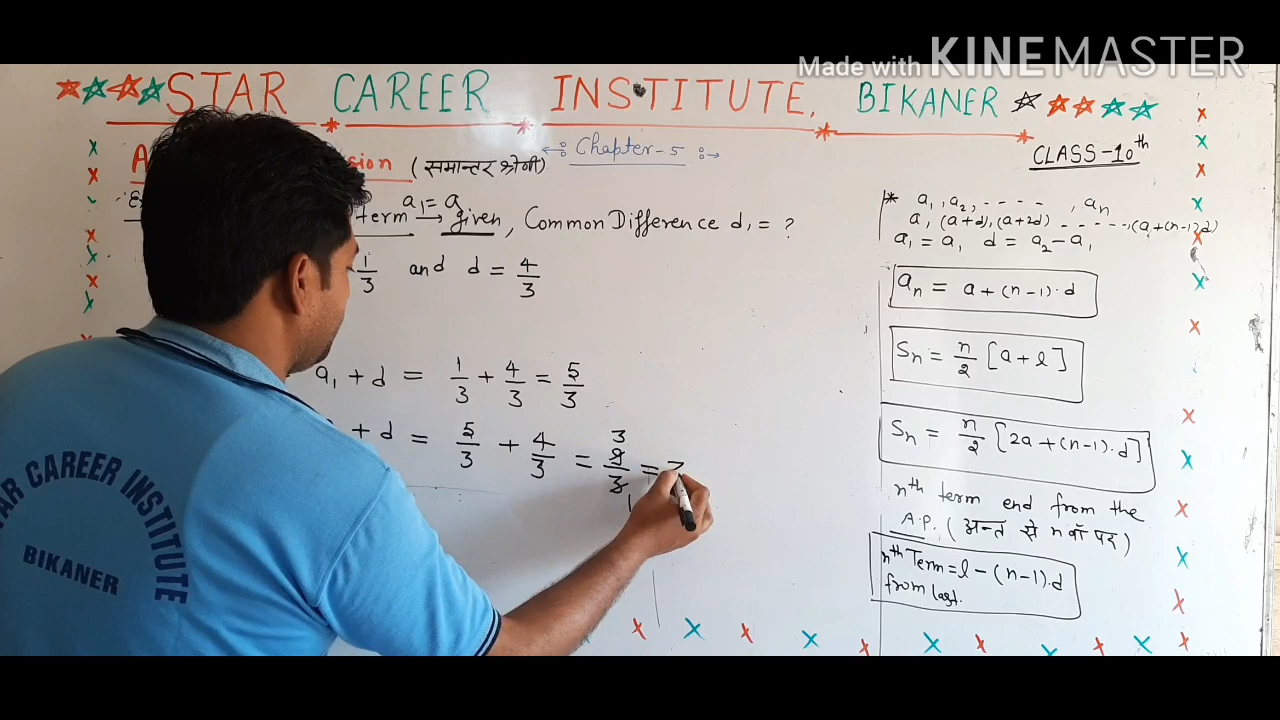 Made with KINEMASTER
STAR CAREER INSTITUTE, BIKANER
Chapter-5
CLASS-10th
(समान्तर श्रेणी)
a₁ = a
term → given, Common Difference d, = ?
1/3 and d = 4/3
a₁ + d = 1/3 + 4/3 = 5/3
+ d = 5/3 + 4/3 = 9/3 =
3
1
* a₁, a₂, - - - - , aₙ
a, (a+d), (a+2d) - - - - - -, (a+(n-1)d)
a₁ = a, d = a₂ - a₁
aₙ = a + (n-1)·d
Sₙ = n/2 [a + l]
Sₙ = n/2 [2a + (n-1)·d]
nth term end from the
A.P. (अन्त से nवाँ पद)
nth Term = l - (n-1)·d
from last.
STAR CAREER INSTITUTE
BIKANER